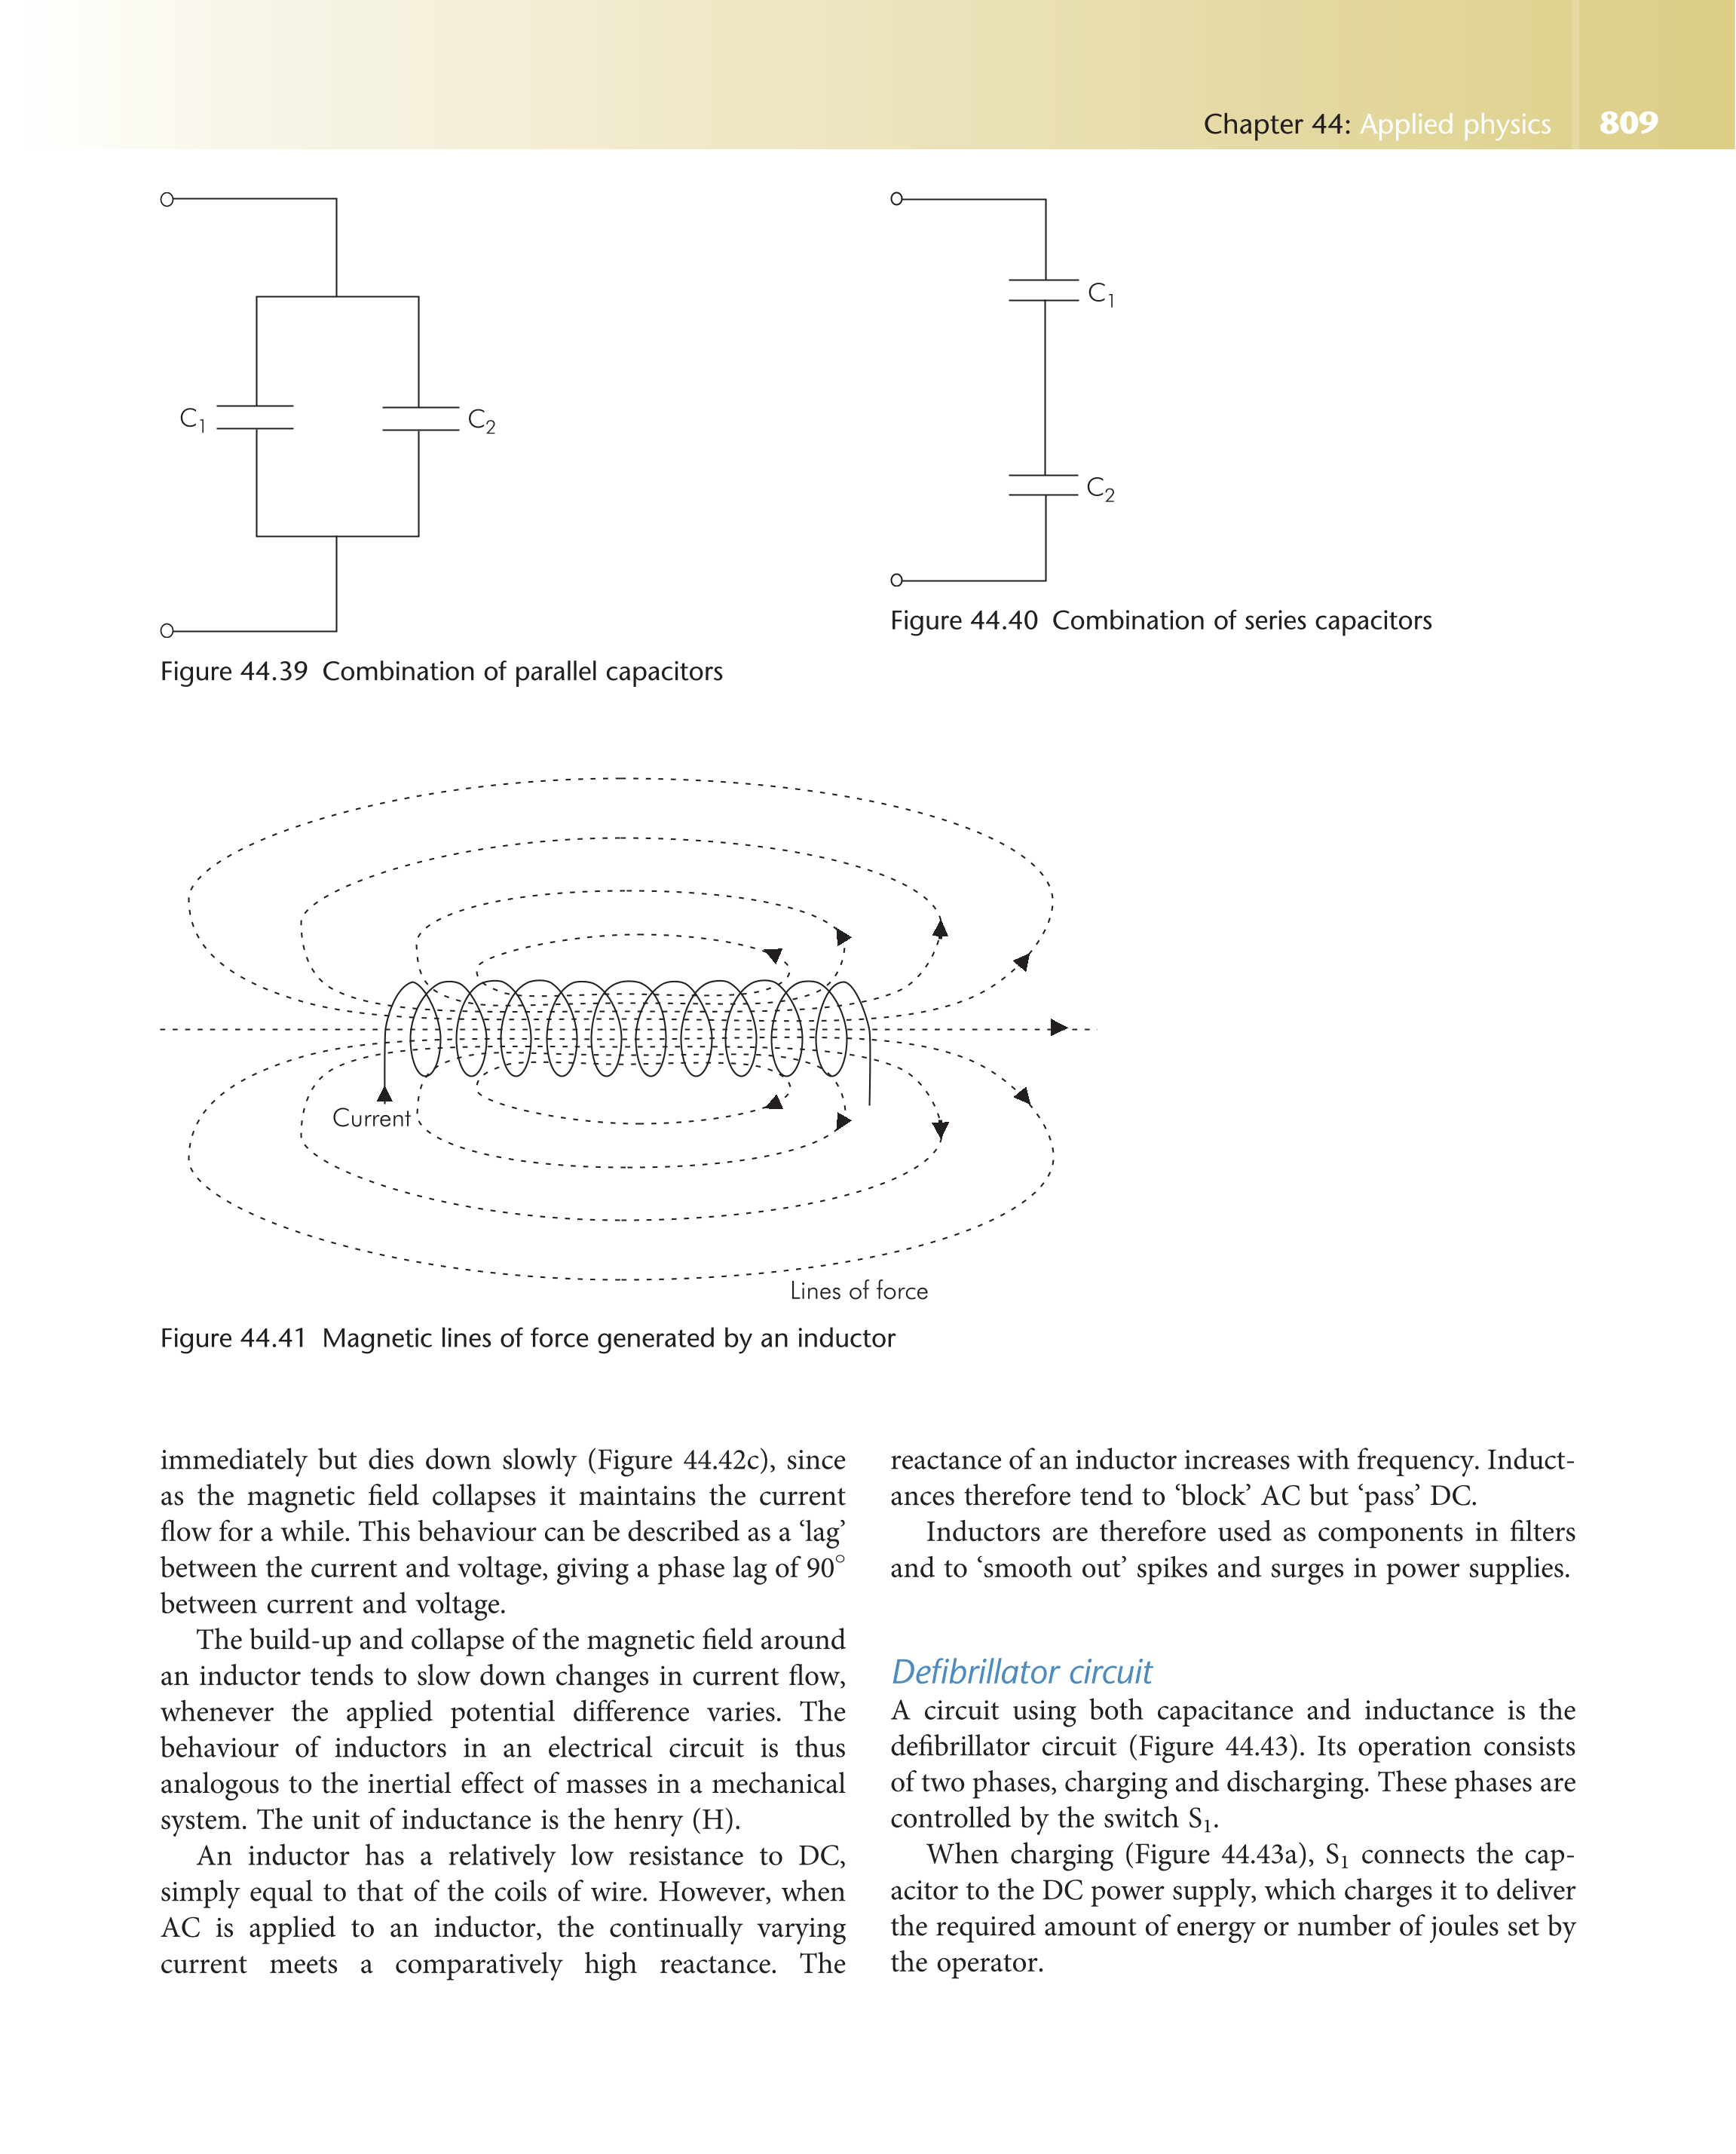 Chapter 44: Applied physics 809
C1
C2
Figure 44.39 Combination of parallel capacitors
C1
C2
Figure 44.40 Combination of series capacitors
Current
Lines of force
Figure 44.41 Magnetic lines of force generated by an inductor
immediately but dies down slowly (Figure 44.42c), since
as the magnetic field collapses it maintains the current
flow for a while. This behaviour can be described as a ‘lag’
between the current and voltage, giving a phase lag of 90°
between current and voltage.
The build-up and collapse of the magnetic field around
an inductor tends to slow down changes in current flow,
whenever the applied potential difference varies. The
behaviour of inductors in an electrical circuit is thus
analogous to the inertial effect of masses in a mechanical
system. The unit of inductance is the henry (H).
An inductor has a relatively low resistance to DC,
simply equal to that of the coils of wire. However, when
AC is applied to an inductor, the continually varying
current meets a comparatively high reactance. The
reactance of an inductor increases with frequency. Induct-
ances therefore tend to ‘block’ AC but ‘pass’ DC.
Inductors are therefore used as components in filters
and to ‘smooth out’ spikes and surges in power supplies.
Defibrillator circuit
A circuit using both capacitance and inductance is the
defibrillator circuit (Figure 44.43). Its operation consists
of two phases, charging and discharging. These phases are
controlled by the switch S1.
When charging (Figure 44.43a), S1 connects the cap-
acitor to the DC power supply, which charges it to deliver
the required amount of energy or number of joules set by
the operator.